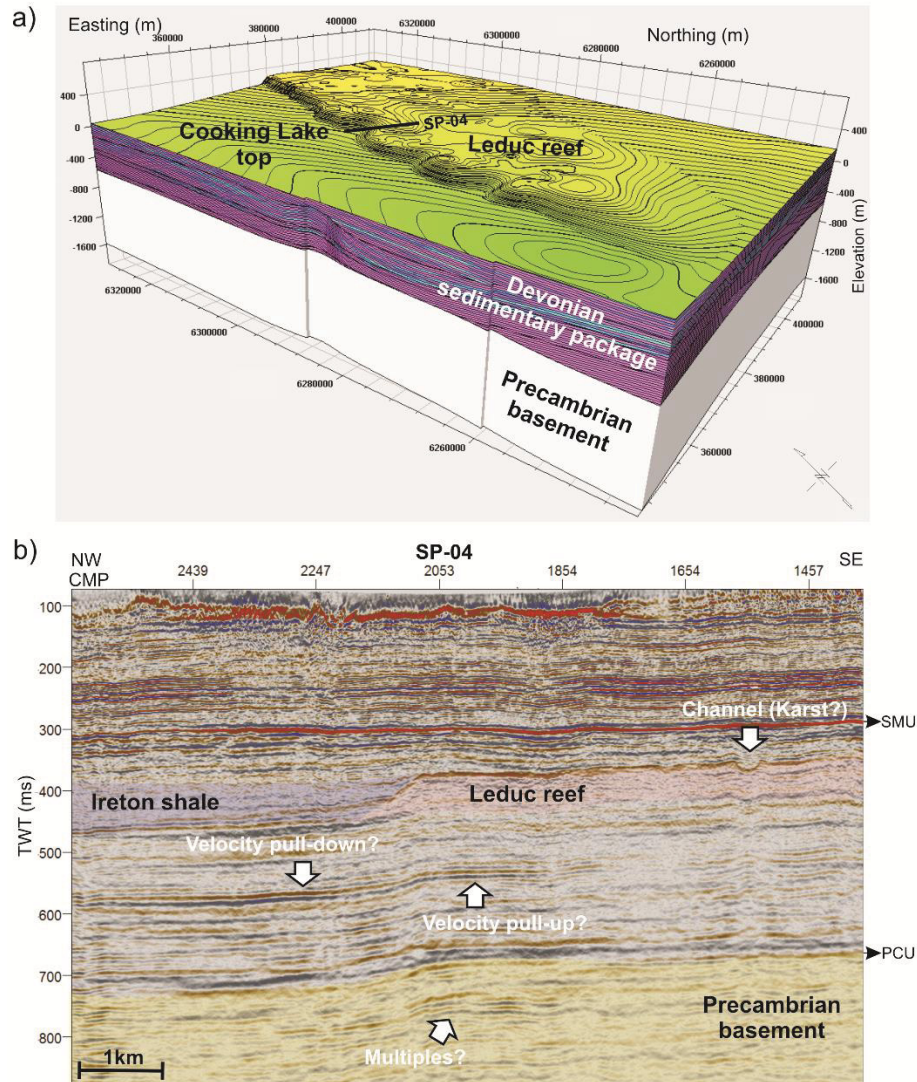 a)
Easting (m)
Northing (m)
360000
380000
400000
6320000
6300000
6280000
6260000
400
0
-400
-800
-1200
-1600
Cooking Lake
top
SP-04
Leduc reef
400
0
-400
-800
-1200
-1600
Elevation (m)
Devonian
sedimentary package
Precambrian
basement
6320000
6300000
6280000
6260000
400000
380000
360000
b)
NW
SP-04
SE
CMP
2439
2247
2053
1854
1654
1457
100
200
300
400
500
600
700
800
TWT (ms)
Channel (Karst?)
SMU
Ireton shale
Leduc reef
Velocity pull-down?
Velocity pull-up?
PCU
Precambrian
basement
Multiples?
1km